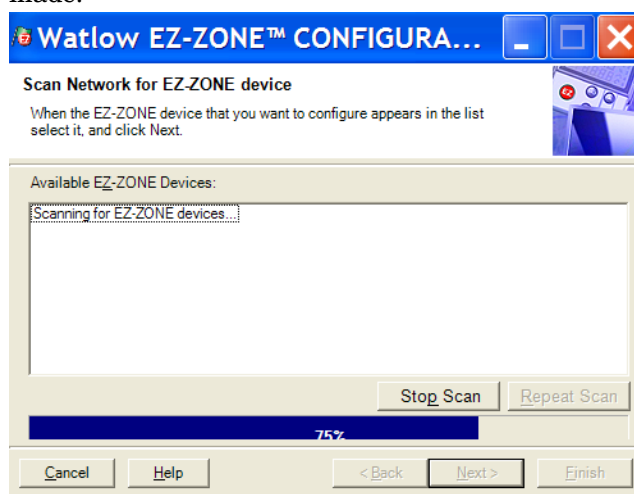 made.
Watlow EZ-ZONE™ CONFIGURA...
Scan Network for EZ-ZONE device
When the EZ-ZONE device that you want to configure appears in the list
select it, and click Next.
EZ
Available EZ-ZONE Devices:
Scanning for EZ-ZONE devices...
Stop Scan Repeat Scan
75%
Cancel Help < Back Next > Finish